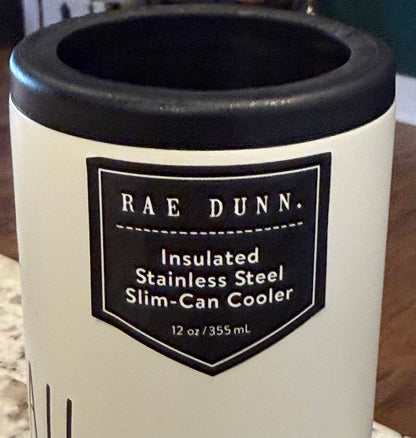 RAE DUNN.
Insulated
Stainless Steel
Slim-Can Cooler
12 oz / 355 mL